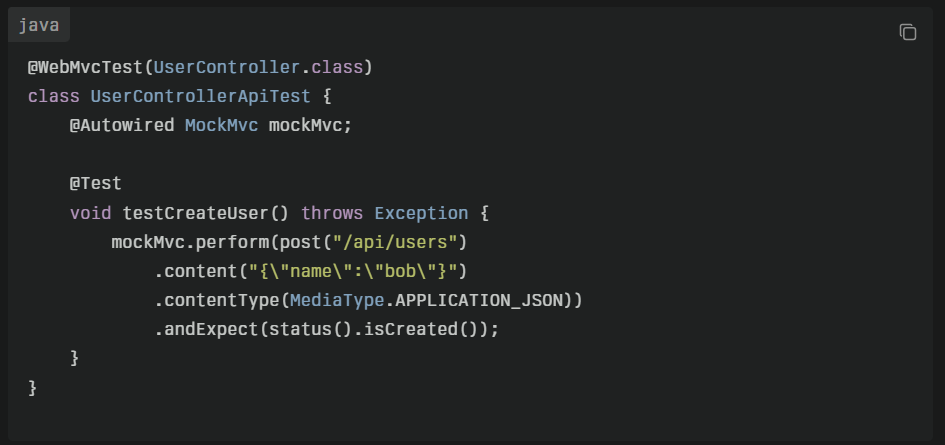 java
@WebMvcTest(UserController.class)
class UserControllerApiTest {
    @Autowired MockMvc mockMvc;

    @Test
    void testCreateUser() throws Exception {
        mockMvc.perform(post("/api/users")
            .content("{\"name\":\"bob\"}")
            .contentType(MediaType.APPLICATION_JSON))
            .andExpect(status().isCreated());
    }
}